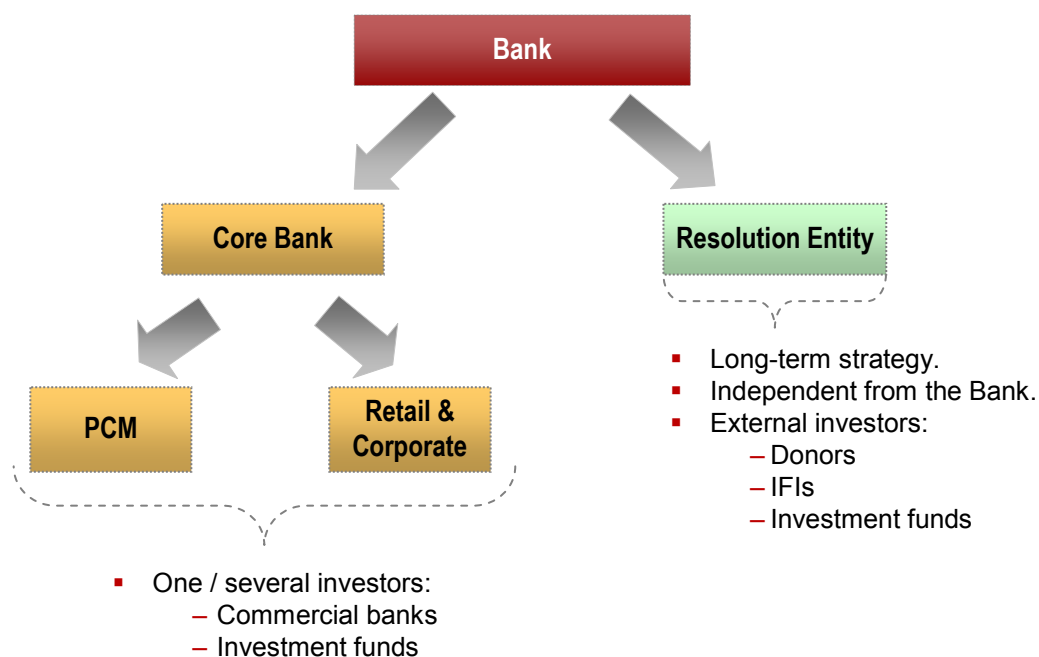 Bank
Core Bank
Resolution Entity
PCM
Retail &
Corporate
▪ Long-term strategy.
▪ Independent from the Bank.
▪ External investors:
– Donors
– IFIs
– Investment funds
▪ One / several investors:
– Commercial banks
– Investment funds